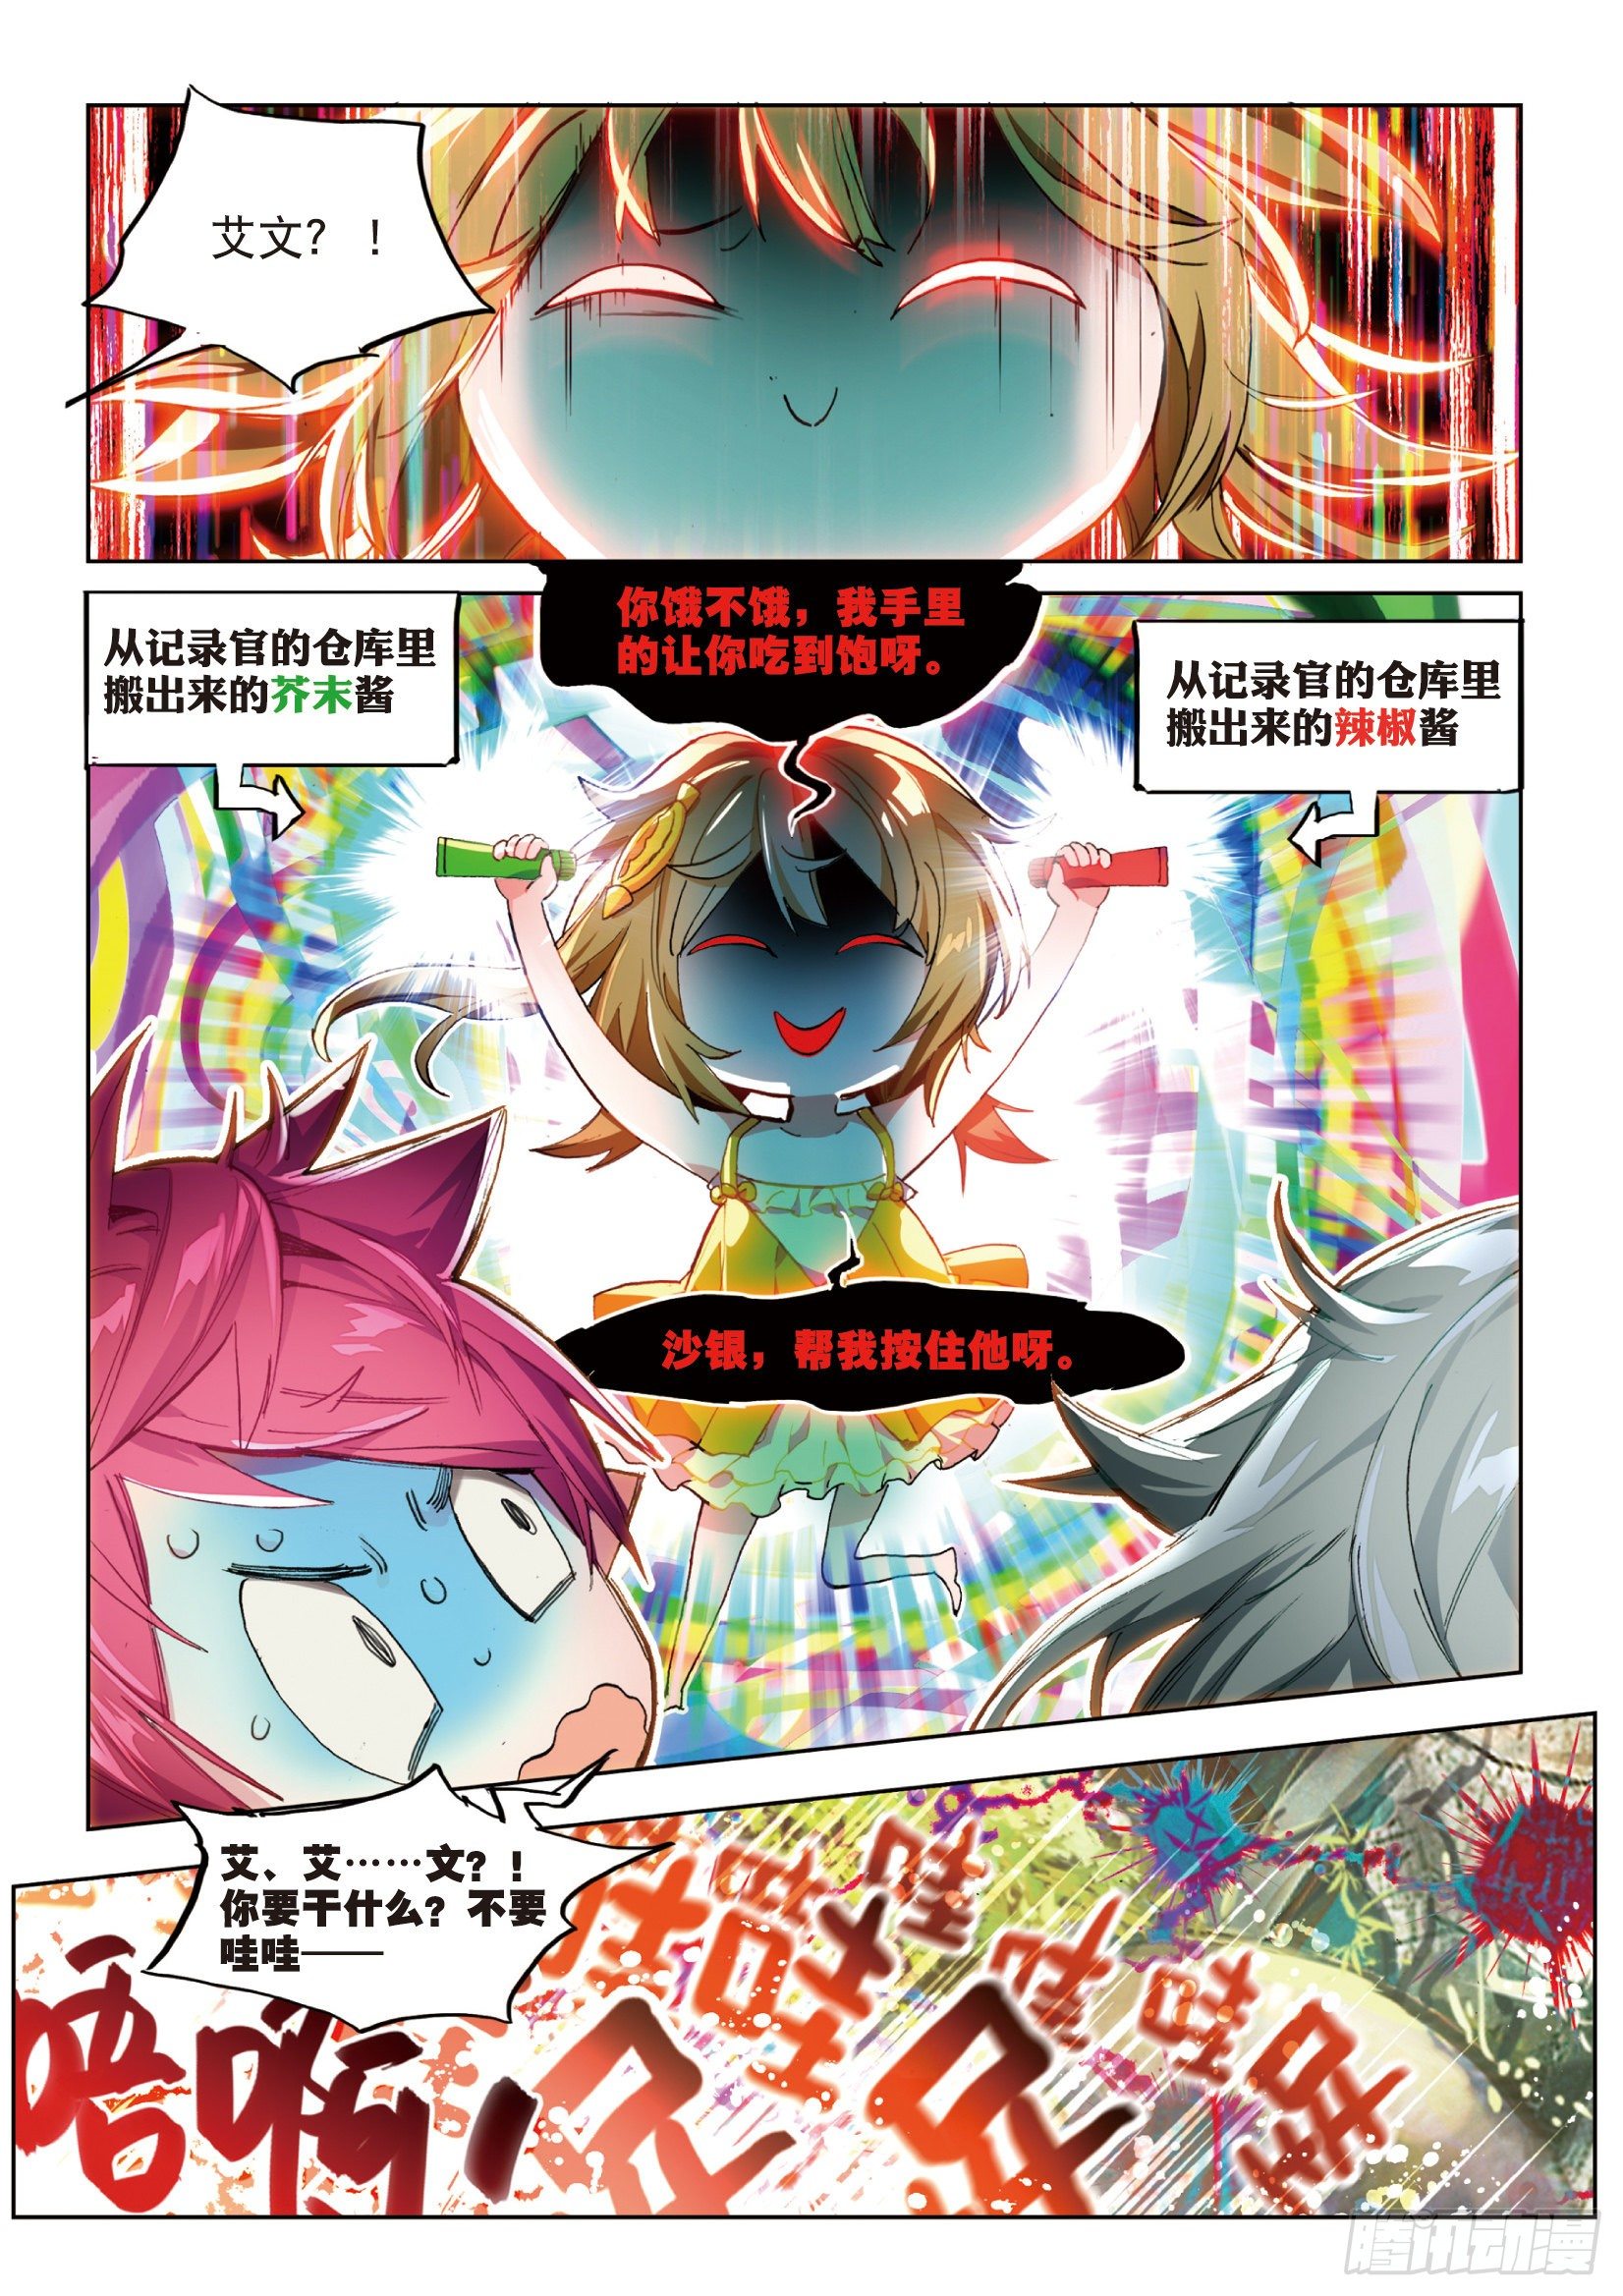 艾文？！
你饿不饿，我手里
的让你吃到饱呀。
从记录官的仓库里
搬出来的芥末酱
从记录官的仓库里
搬出来的辣椒酱
沙银，帮我按住他呀。
艾、艾……文？！
你要干什么？不要
哇哇——
唔啊！
腾讯动漫